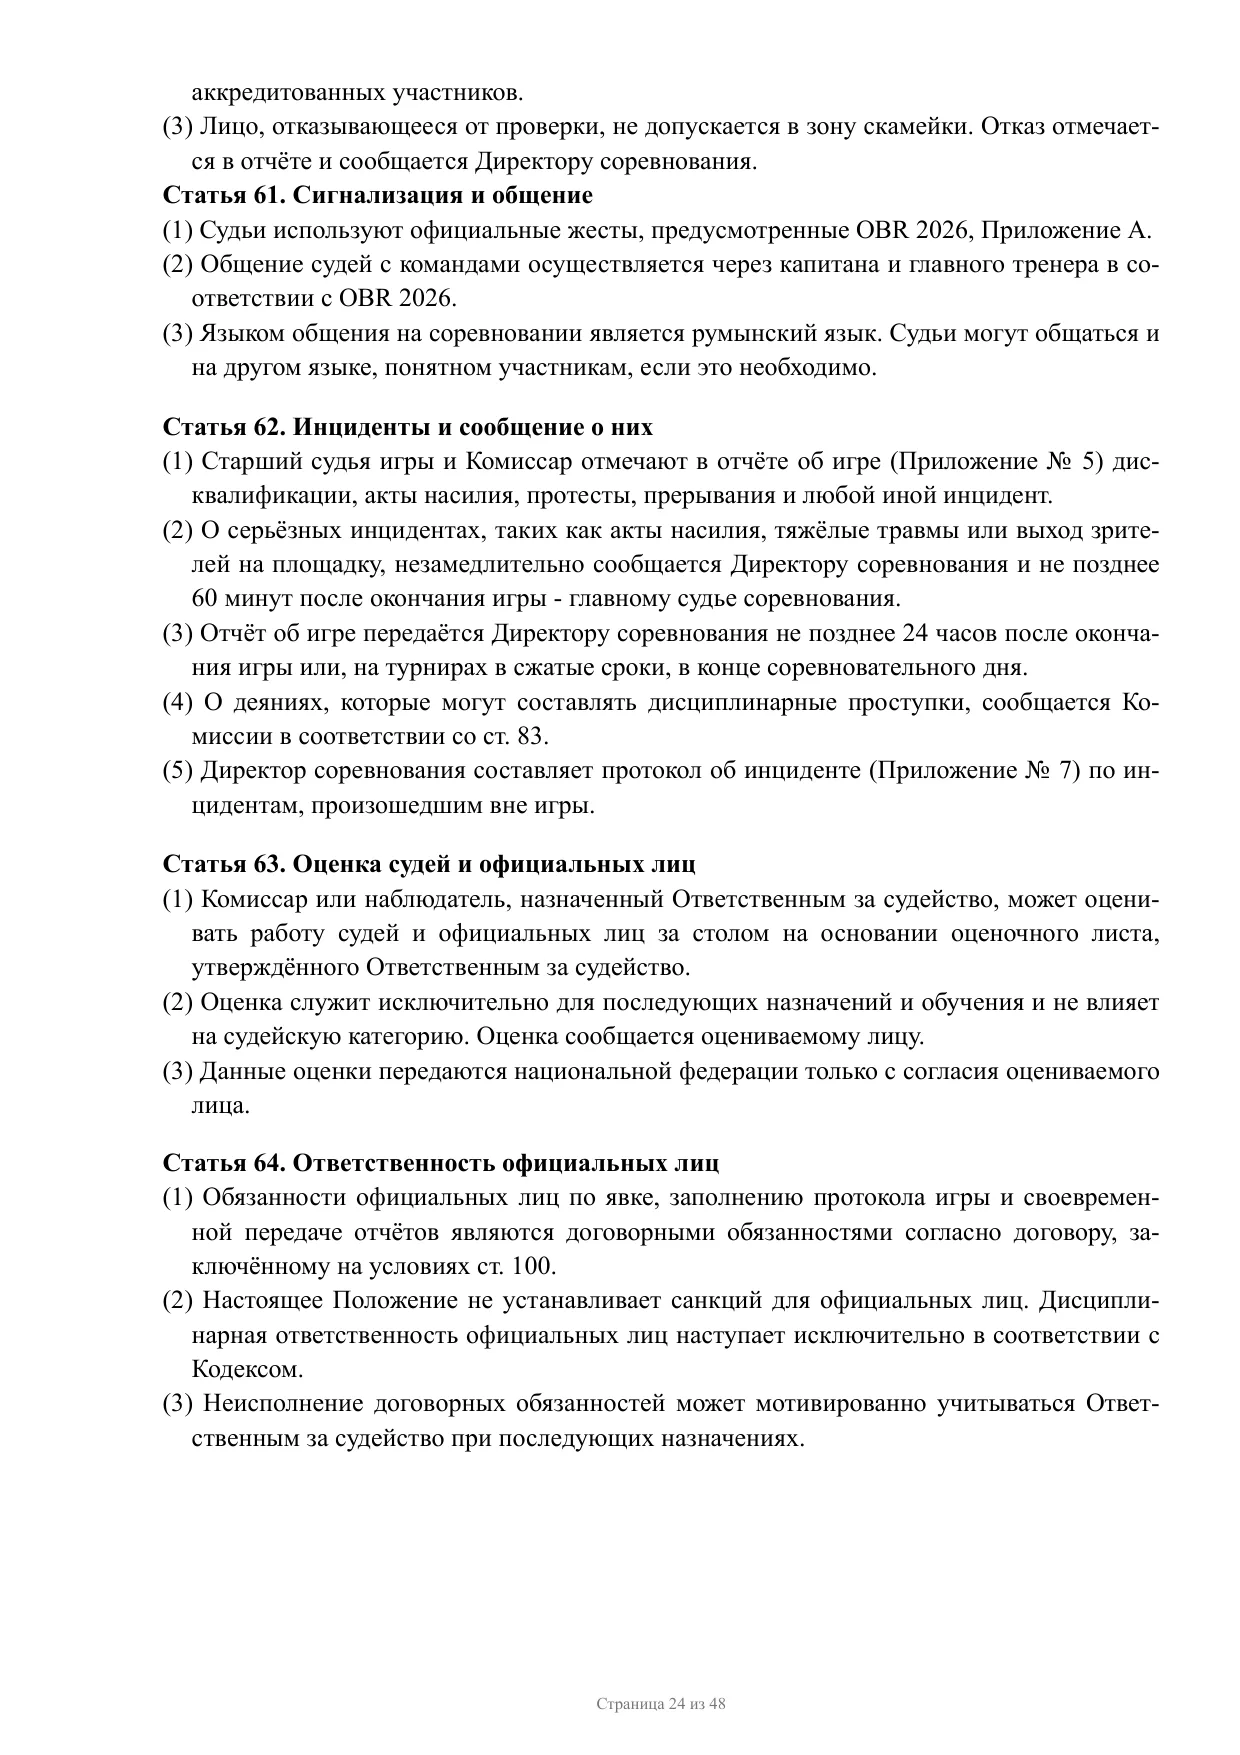 аккредитованных участников.
(3) Лицо, отказывающееся от проверки, не допускается в зону скамейки. Отказ отмечает-
ся в отчёте и сообщается Директору соревнования.
Статья 61. Сигнализация и общение
(1) Судьи используют официальные жесты, предусмотренные OBR 2026, Приложение A.
(2) Общение судей с командами осуществляется через капитана и главного тренера в со-
ответствии с OBR 2026.
(3) Языком общения на соревновании является румынский язык. Судьи могут общаться и
на другом языке, понятном участникам, если это необходимо.
Статья 62. Инциденты и сообщение о них
(1) Старший судья игры и Комиссар отмечают в отчёте об игре (Приложение № 5) дис-
квалификации, акты насилия, протесты, прерывания и любой иной инцидент.
(2) О серьёзных инцидентах, таких как акты насилия, тяжёлые травмы или выход зрите-
лей на площадку, незамедлительно сообщается Директору соревнования и не позднее
60 минут после окончания игры - главному судье соревнования.
(3) Отчёт об игре передаётся Директору соревнования не позднее 24 часов после оконча-
ния игры или, на турнирах в сжатые сроки, в конце соревновательного дня.
(4) О деяниях, которые могут составлять дисциплинарные проступки, сообщается Ко-
миссии в соответствии со ст. 83.
(5) Директор соревнования составляет протокол об инциденте (Приложение № 7) по ин-
цидентам, произошедшим вне игры.
Статья 63. Оценка судей и официальных лиц
(1) Комиссар или наблюдатель, назначенный Ответственным за судейство, может оцени-
вать работу судей и официальных лиц за столом на основании оценочного листа,
утверждённого Ответственным за судейство.
(2) Оценка служит исключительно для последующих назначений и обучения и не влияет
на судейскую категорию. Оценка сообщается оцениваемому лицу.
(3) Данные оценки передаются национальной федерации только с согласия оцениваемого
лица.
Статья 64. Ответственность официальных лиц
(1) Обязанности официальных лиц по явке, заполнению протокола игры и своевремен-
ной передаче отчётов являются договорными обязанностями согласно договору, за-
ключённому на условиях ст. 100.
(2) Настоящее Положение не устанавливает санкций для официальных лиц. Дисципли-
нарная ответственность официальных лиц наступает исключительно в соответствии с
Кодексом.
(3) Неисполнение договорных обязанностей может мотивированно учитываться Ответ-
ственным за судейство при последующих назначениях.
Страница 24 из 48